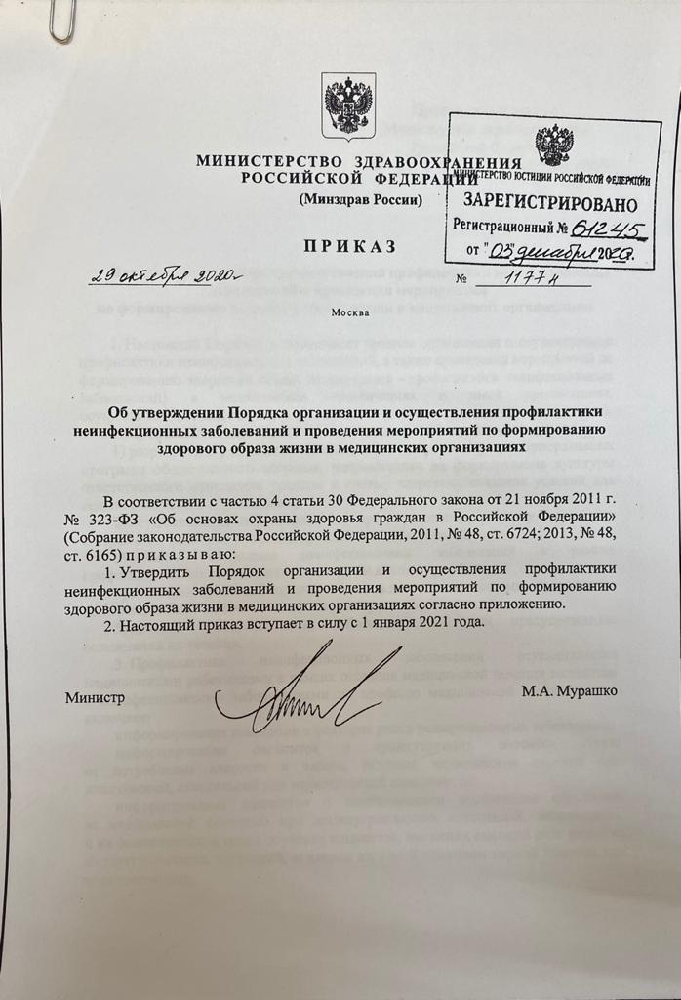 МИНИСТЕРСТВО ЗДРАВООХРАНЕНИЯ
РОССИЙСКОЙ ФЕДЕРАЦИИ
(Минздрав России)
МИНИСТЕРСТВО ЮСТИЦИИ РОССИЙСКОЙ ФЕДЕРАЦИИ
ЗАРЕГИСТРИРОВАНО
Регистрационный № 61245
от "03" декабря 2020г.
ПРИКАЗ
29 октября 2020г
№ 1177н
Москва
Об утверждении Порядка организации и осуществления профилактики
неинфекционных заболеваний и проведения мероприятий по формированию
здорового образа жизни в медицинских организациях
В соответствии с частью 4 статьи 30 Федерального закона от 21 ноября 2011 г.
№ 323-ФЗ «Об основах охраны здоровья граждан в Российской Федерации»
(Собрание законодательства Российской Федерации, 2011, № 48, ст. 6724; 2013, № 48,
ст. 6165) приказываю:
1. Утвердить Порядок организации и осуществления профилактики
неинфекционных заболеваний и проведения мероприятий по формированию
здорового образа жизни в медицинских организациях согласно приложению.
2. Настоящий приказ вступает в силу с 1 января 2021 года.
Министр
М.А. Мурашко